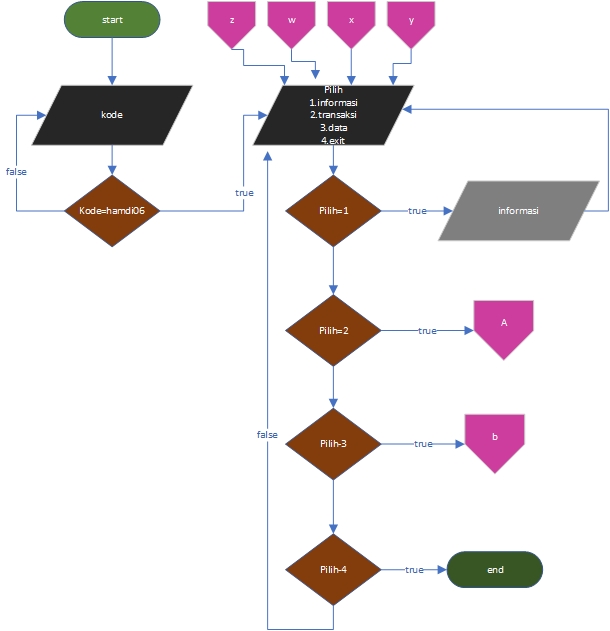 start
z
w
x
y
kode
Pilih
1.informasi
2.transaksi
3.data
4.exit
false
true
Kode=hamdi06
Pilih=1
true
informasi
Pilih=2
true
A
false
Pilih-3
true
b
Pilih-4
true
end